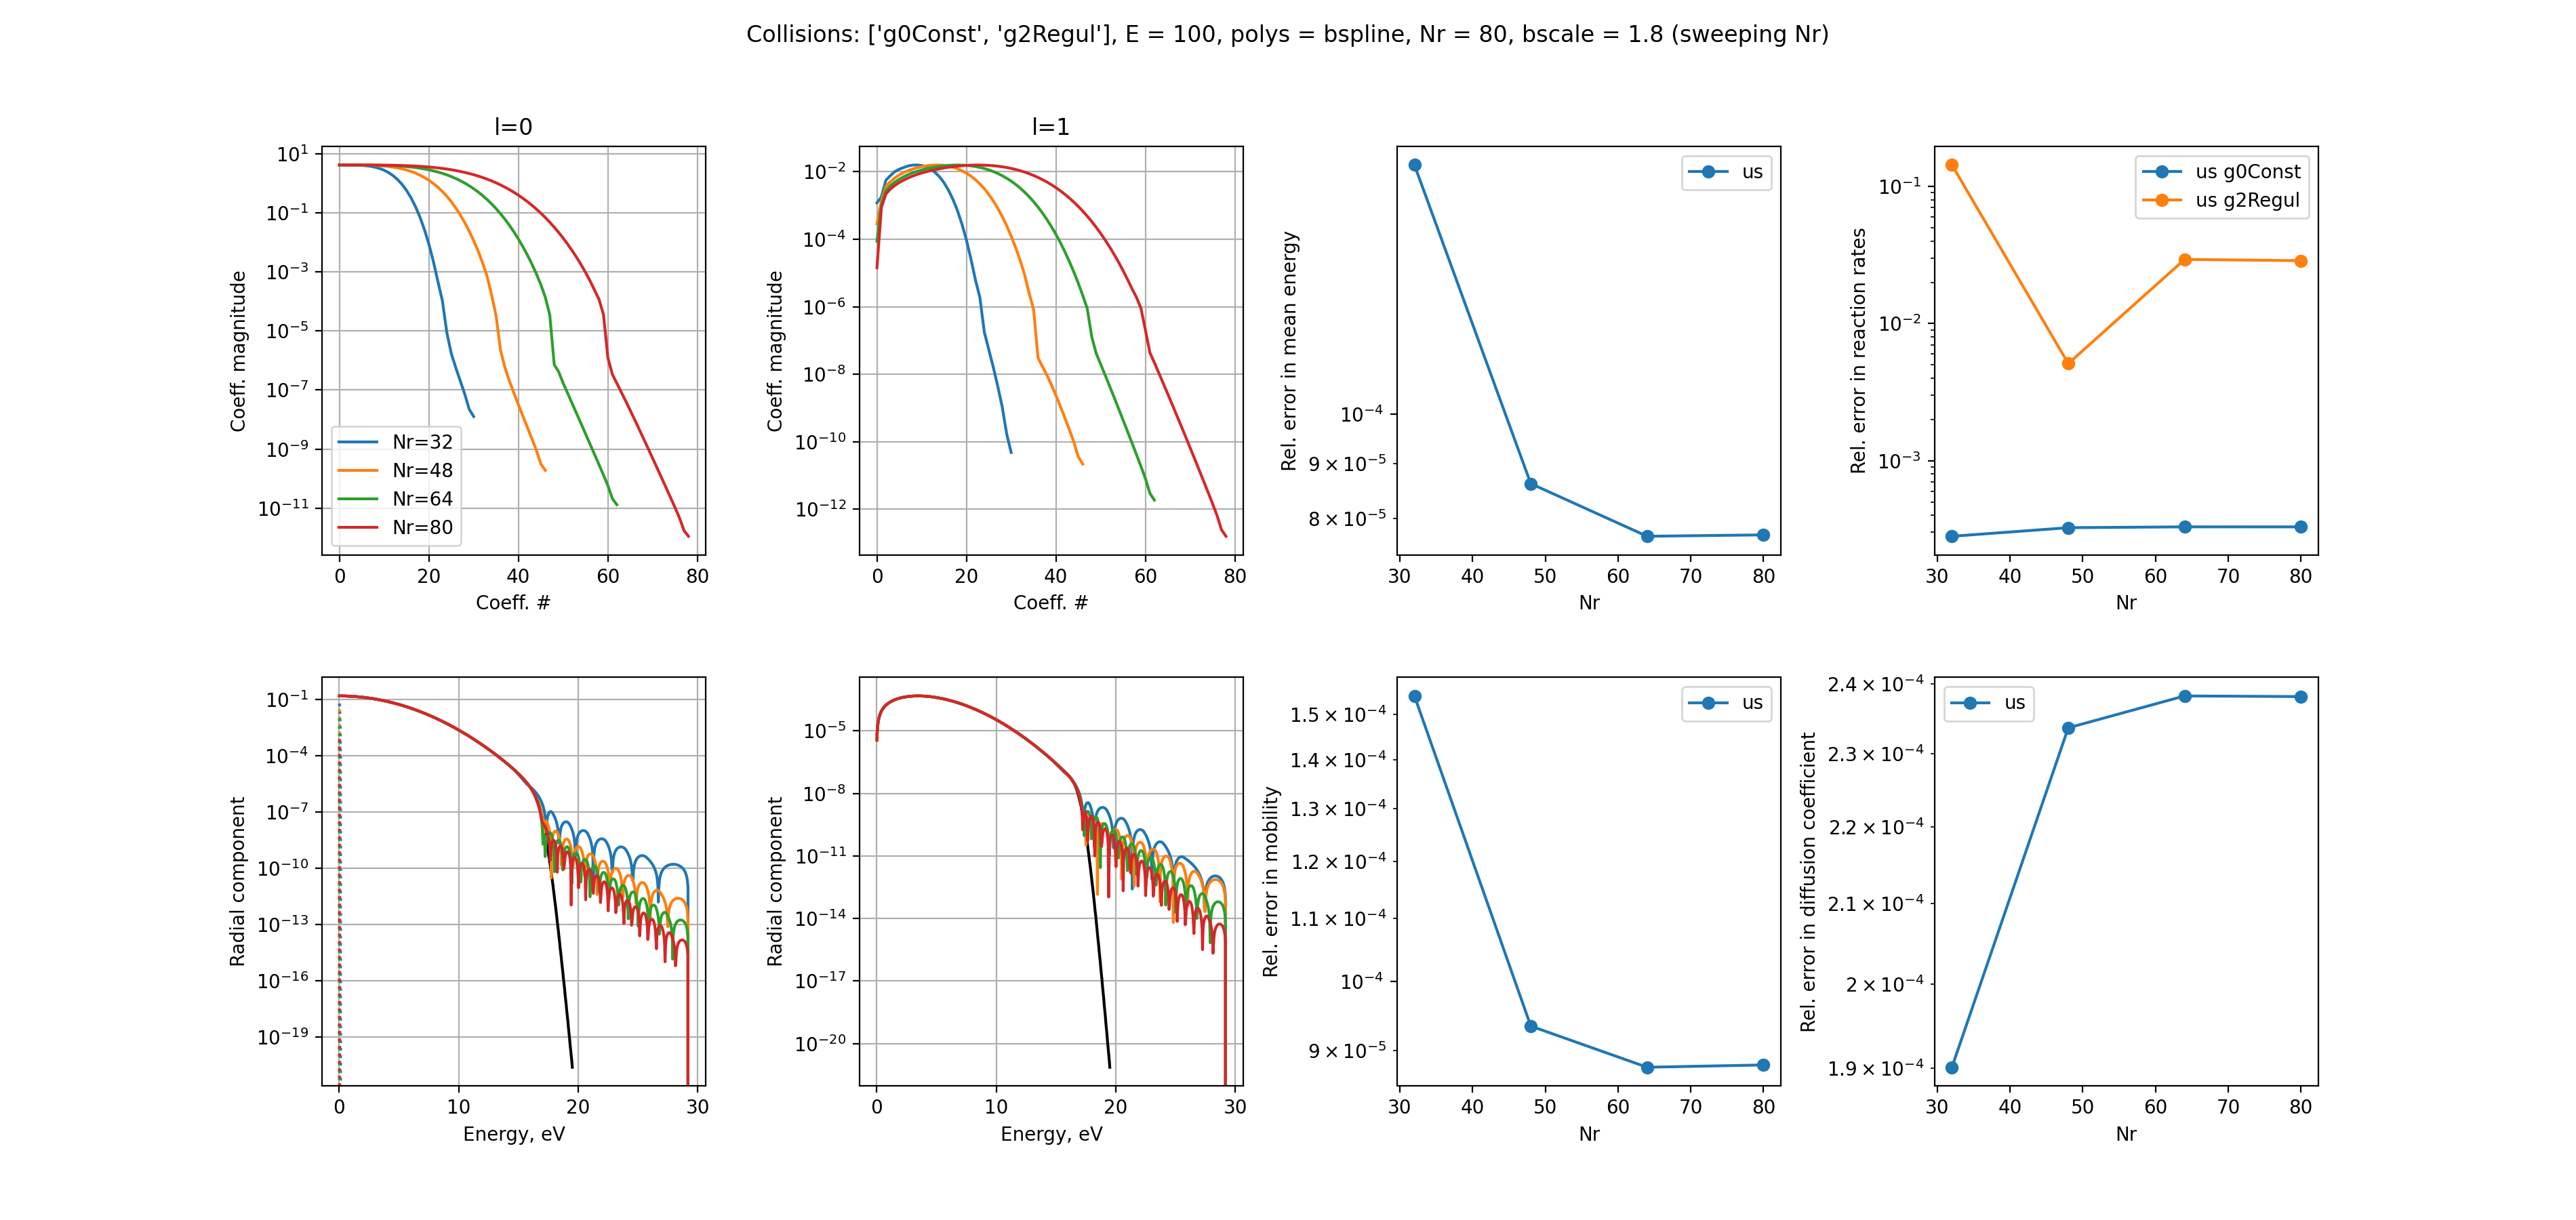 Collisions: ['g0Const', 'g2Regul'], E = 100, polys = bspline, Nr = 80, bscale = 1.8 (sweeping Nr)
l=0
Coeff. magnitude
10¹
10⁻¹
10⁻³
10⁻⁵
10⁻⁷
10⁻⁹
10⁻¹¹
Nr=32
Nr=48
Nr=64
Nr=80
0 20 40 60 80
Coeff. #
l=1
Coeff. magnitude
10⁻²
10⁻⁴
10⁻⁶
10⁻⁸
10⁻¹⁰
10⁻¹²
0 20 40 60 80
Coeff. #
Rel. error in mean energy
10⁻⁴
9 × 10⁻⁵
8 × 10⁻⁵
us
30 40 50 60 70 80
Nr
Rel. error in reaction rates
10⁻¹
10⁻²
10⁻³
us g0Const
us g2Regul
30 40 50 60 70 80
Nr
Radial component
10⁻¹
10⁻⁴
10⁻⁷
10⁻¹⁰
10⁻¹³
10⁻¹⁶
10⁻¹⁹
0 10 20 30
Energy, eV
Radial component
10⁻⁵
10⁻⁸
10⁻¹¹
10⁻¹⁴
10⁻¹⁷
10⁻²⁰
0 10 20 30
Energy, eV
Rel. error in mobility
1.5 × 10⁻⁴
1.4 × 10⁻⁴
1.3 × 10⁻⁴
1.2 × 10⁻⁴
1.1 × 10⁻⁴
10⁻⁴
9 × 10⁻⁵
us
30 40 50 60 70 80
Nr
Rel. error in diffusion coefficient
2.4 × 10⁻⁴
2.3 × 10⁻⁴
2.2 × 10⁻⁴
2.1 × 10⁻⁴
2 × 10⁻⁴
1.9 × 10⁻⁴
us
30 40 50 60 70 80
Nr